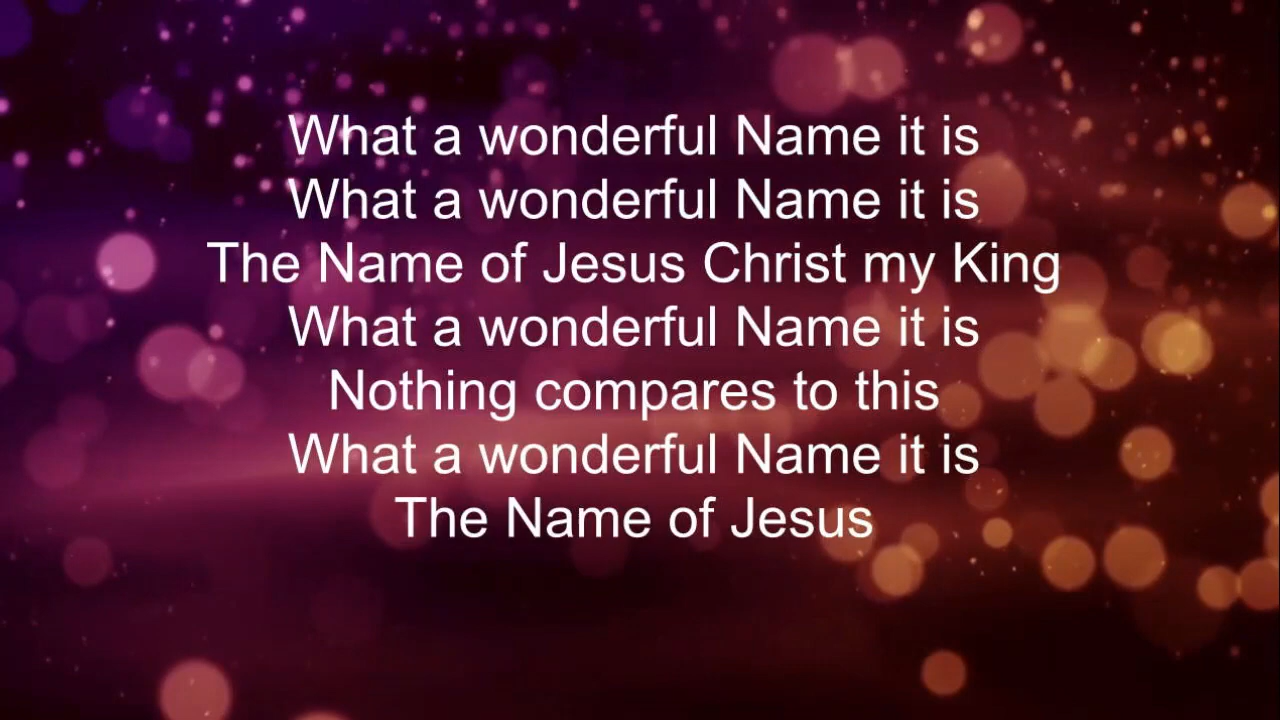 What a wonderful Name it is
What a wonderful Name it is
The Name of Jesus Christ my King
What a wonderful Name it is
Nothing compares to this
What a wonderful Name it is
The Name of Jesus